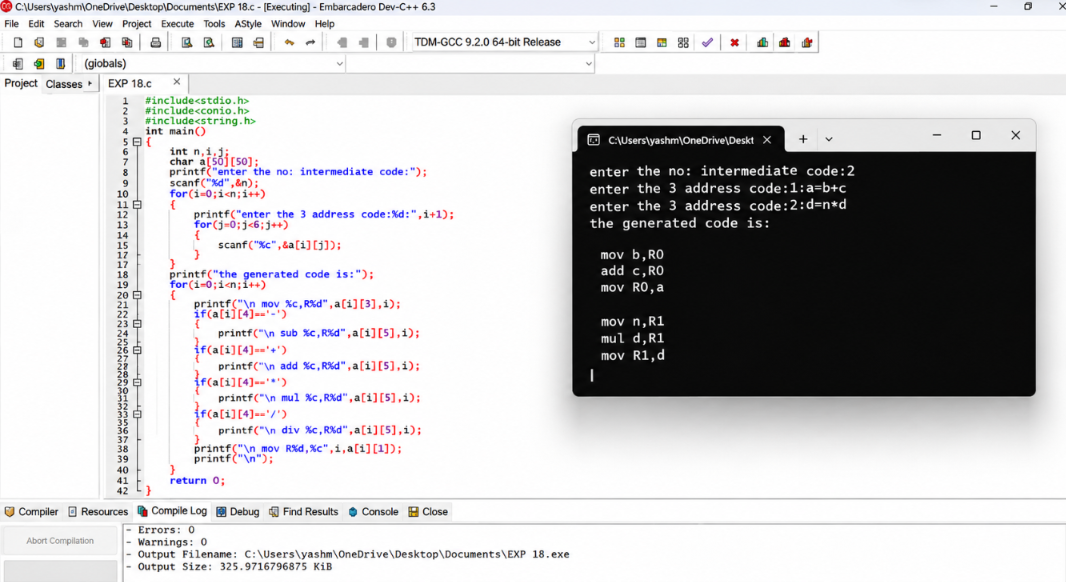 C:\Users\yashm\OneDrive\Desktop\Documents\EXP 18.c - [Executing] - Embarcadero Dev-C++ 6.3
File Edit Search View Project Execute Tools AStyle Window Help
TDM-GCC 9.2.0 64-bit Release
(globals)
Project Classes EXP 18.c
1 #include<stdio.h>
2 #include<conio.h>
3 #include<string.h>
4 int main()
5 {
6 int n,i,j;
7 char a[50][50];
8 printf("enter the no: intermediate code:");
9 scanf("%d",&n);
10 for(i=0;i<n;i++)
11 {
12 printf("enter the 3 address code:%d:",i+1);
13 for(j=0;j<6;j++)
14 {
15 scanf("%c",&a[i][j]);
17 }
17 }
18 printf("the generated code is:");
19 for(i=0;i<n;i++)
20 {
21 printf("\n mov %c,R%d",a[i][3],i);
22 if(a[i][4]=='-')
23 {
24 printf("\n sub %c,R%d",a[i][5],i);
25 }
26 if(a[i][4]=='+')
27 {
28 printf("\n add %c,R%d",a[i][5],i);
28 }
29 if(a[i][4]=='*')
30 {
31 printf("\n mul %c,R%d",a[i][5],i);
32 }
33 if(a[i][4]=='/')
35 {
36 printf("\n div %c,R%d",a[i][5],i);
37 }
38 printf("\n mov R%d,%c",i,a[i][1]);
39 printf("\n");
40 }
41 return 0;
42 }
C:\Users\yashm\OneDrive\Deskt
enter the no: intermediate code:2
enter the 3 address code:1:a=b+c
enter the 3 address code:2:d=n*d
the generated code is:
mov b,R0
add c,R0
mov R0,a
mov n,R1
mul d,R1
mov R1,d
Compiler Resources Compile Log Debug Find Results Console Close
Abort Compilation
- Errors: 0
- Warnings: 0
- Output Filename: C:\Users\yashm\OneDrive\Desktop\Documents\EXP 18.exe
- Output Size: 325.9716796875 KiB